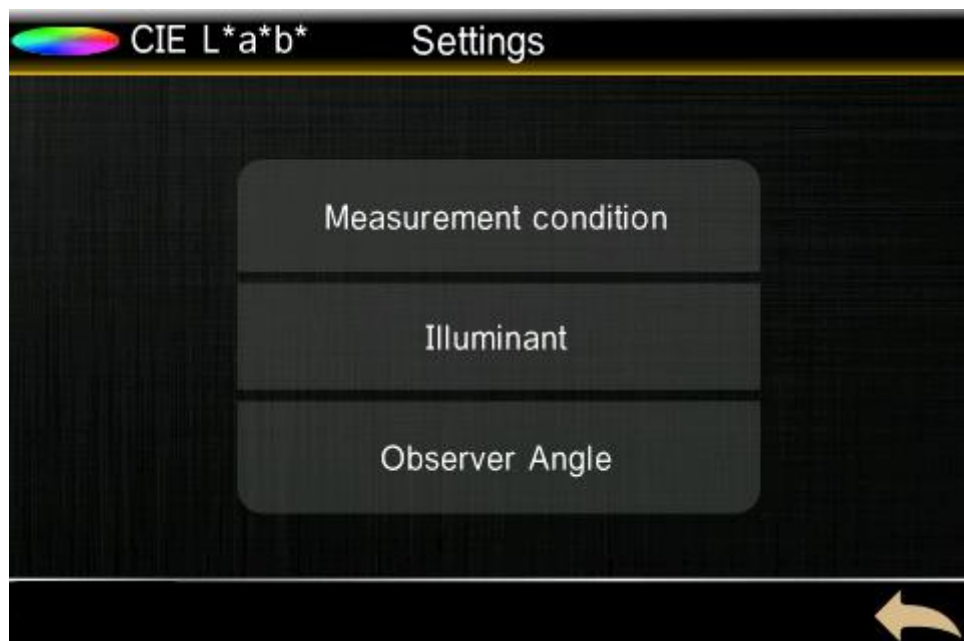 CIE L*a*b* Settings
Measurement condition
Illuminant
Observer Angle